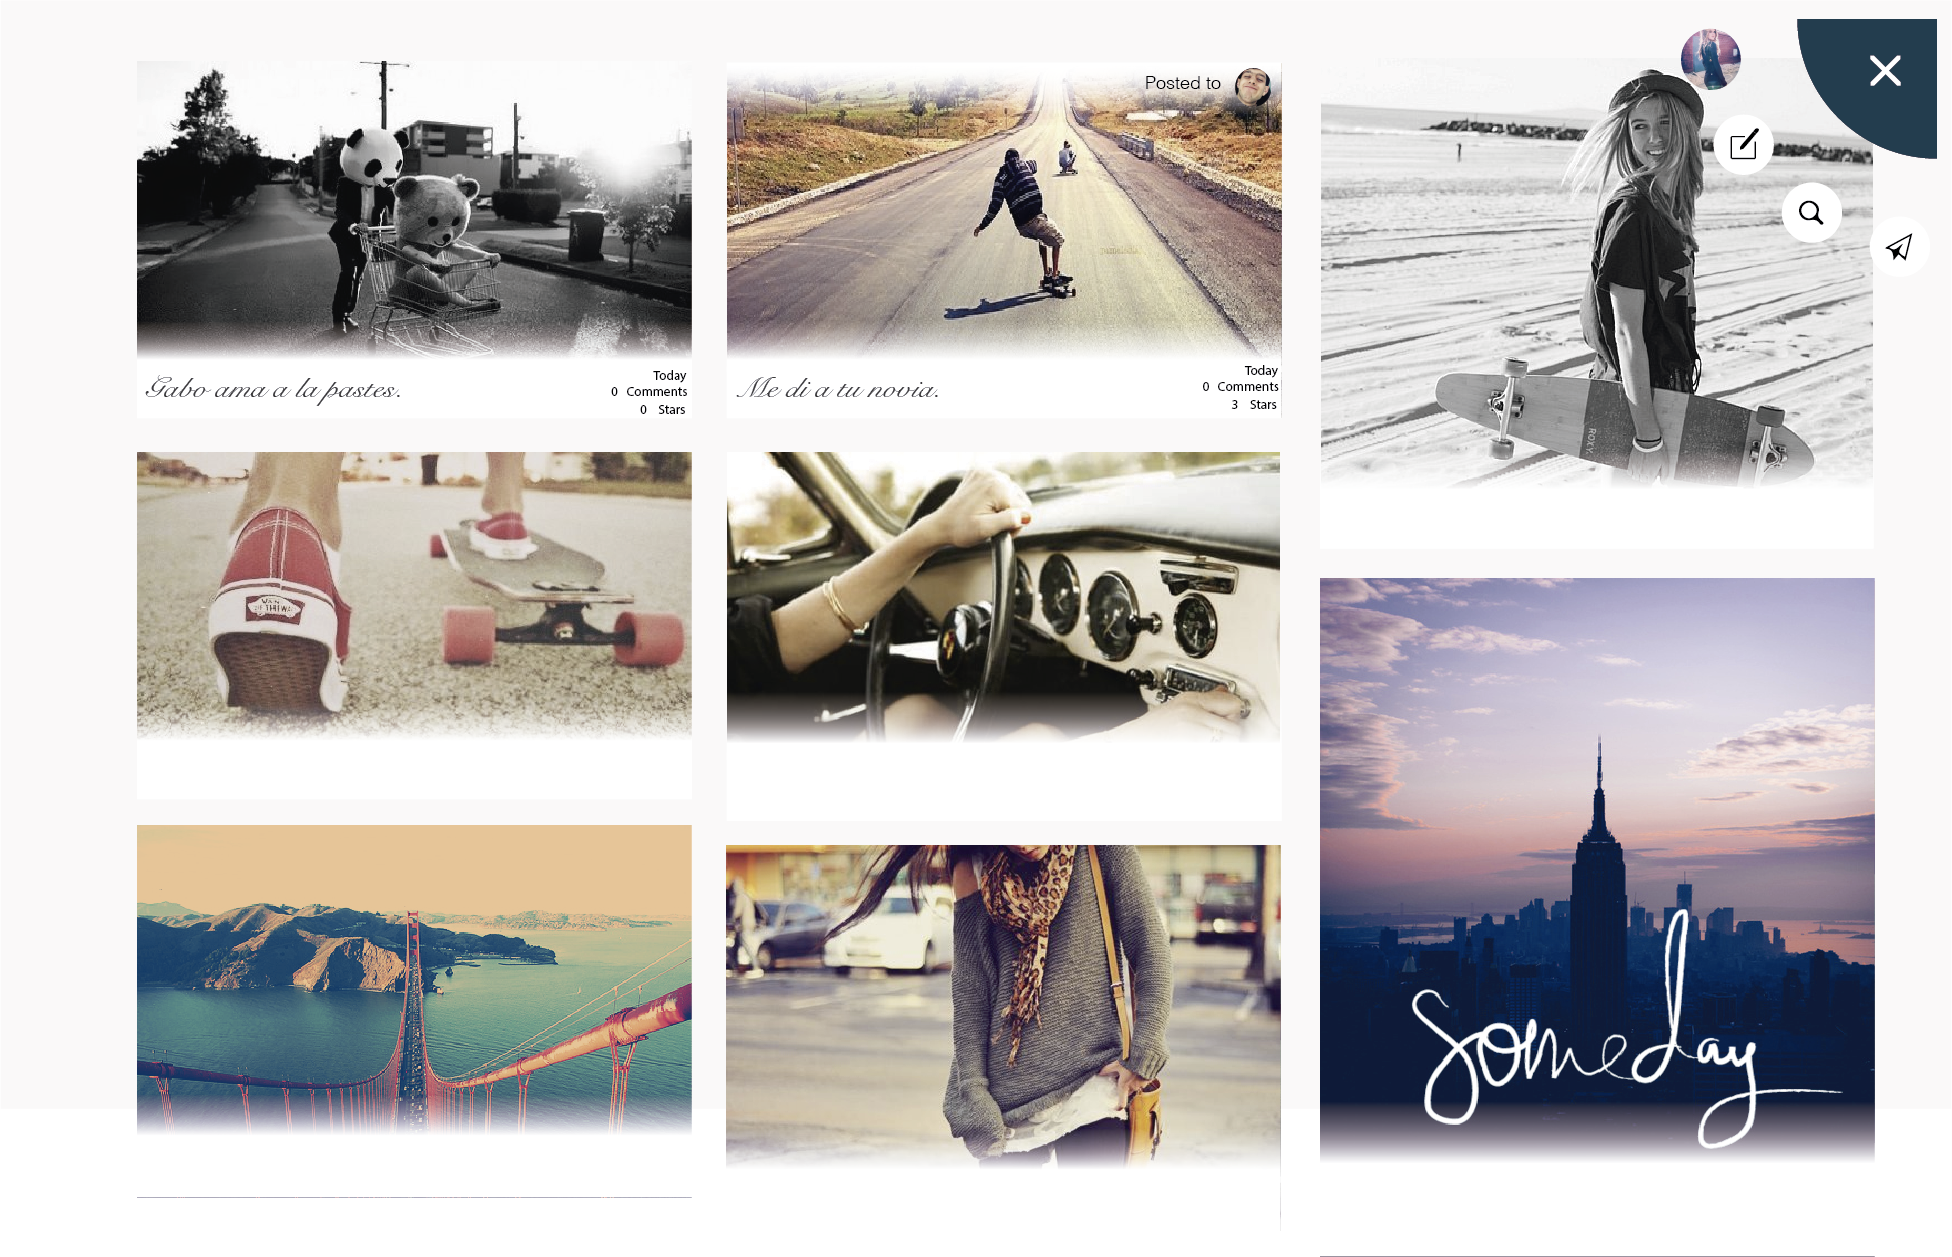 Posted to
Gabo ama a la pastes.
Today
0 Comments
0 Stars
Me di a tu novia.
Today
0 Comments
3 Stars
ROXY
someday